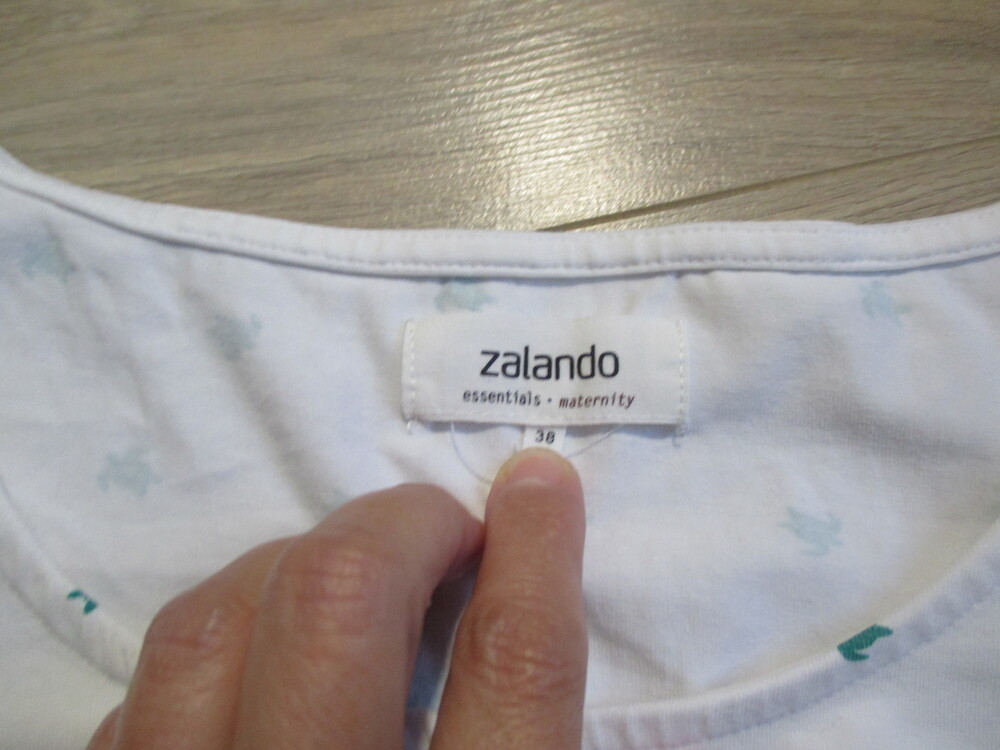 zalando
essentials · maternity
38